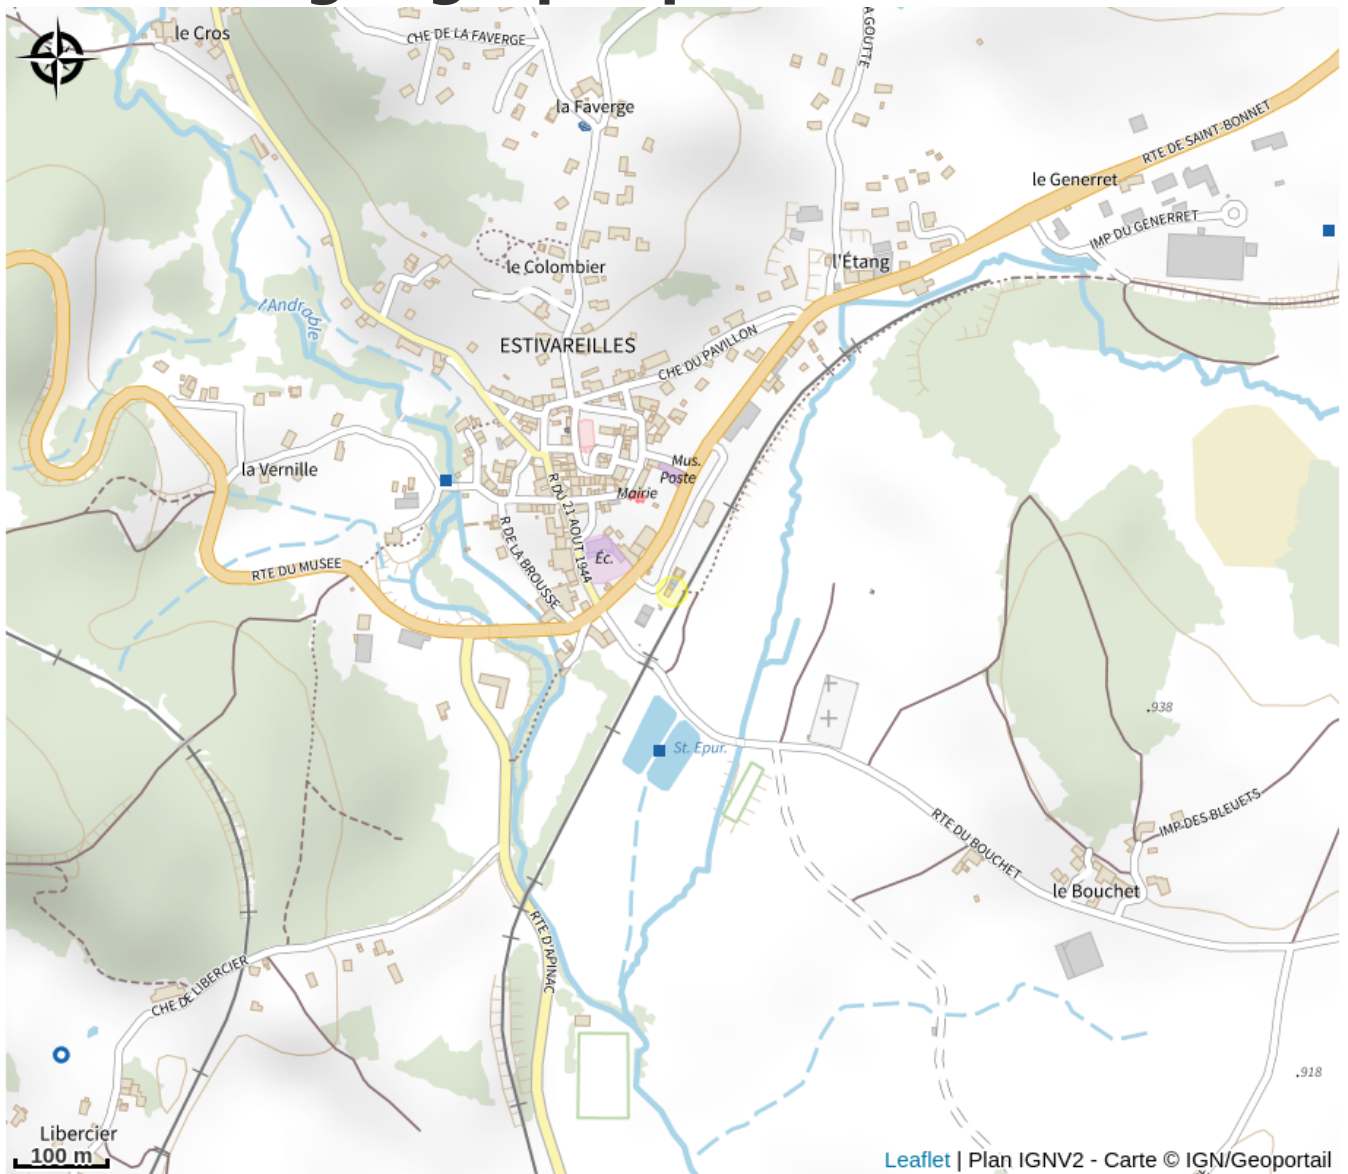 le Cros
CHE DE LA FAVERGE
A GOUTTE
la Faverge
RTE DE SAINT-BONNET
le Generret
IMP DU GENERRET
l'Étang
le Colombier
l'Andrable
ESTIVAREILLES
CHE DU PAVILLON
la Vernille
Mus.
Poste
Mairie
R DU 21 AOUT 1944
R DE LA BROUSSE
Éc.
RTE DU MUSEE
938
St. Epur.
IMP DES BLEUETS
RTE DU BOUCHET
le Bouchet
RTE D'APINAC
CHE DE LIBERCIER
918
Libercier
100 m
Leaflet | Plan IGNV2 - Carte © IGN/Geoportail